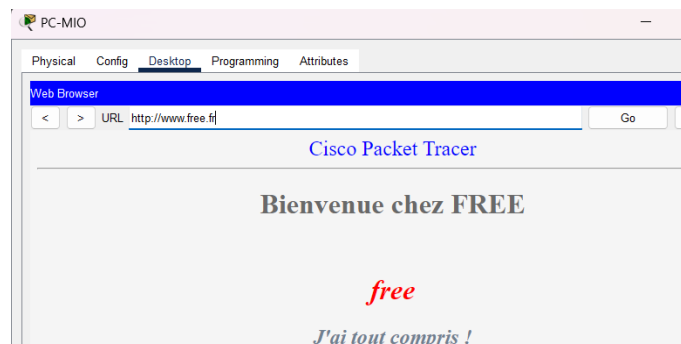 PC-MIO
Physical Config Desktop Programming Attributes
Web Browser
< > URL http://www.free.fr Go
Cisco Packet Tracer
Bienvenue chez FREE
free
J'ai tout compris !